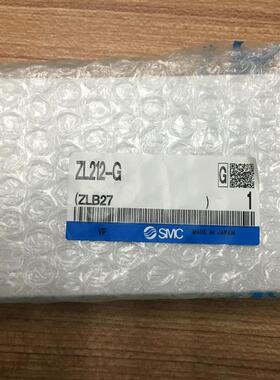 ZL212-G
G
(ZLB27 ) 1
VP SMC MADE IN JAPAN